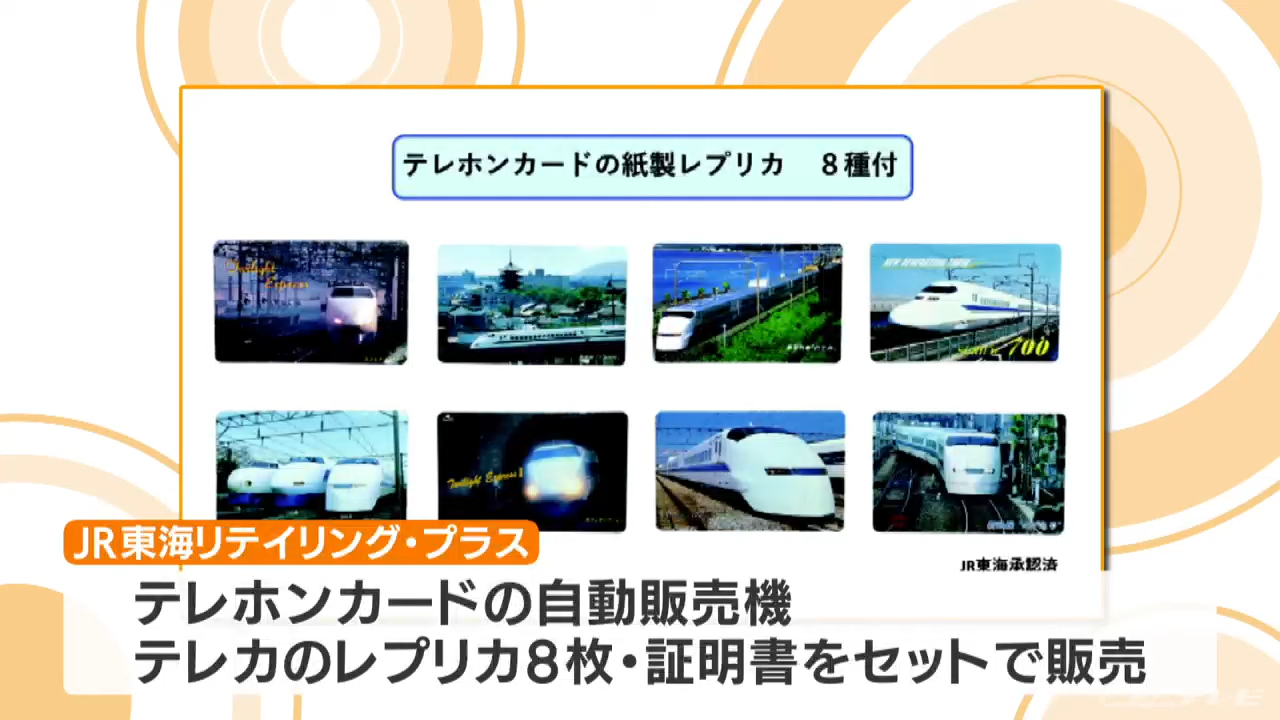 テレホンカードの紙製レプリカ　８種付
Twilight
Express
700
Twilight Express II
JR東海承認済
JR東海リテイリング・プラス
テレホンカードの自動販売機
テレカのレプリカ8枚・証明書をセットで販売